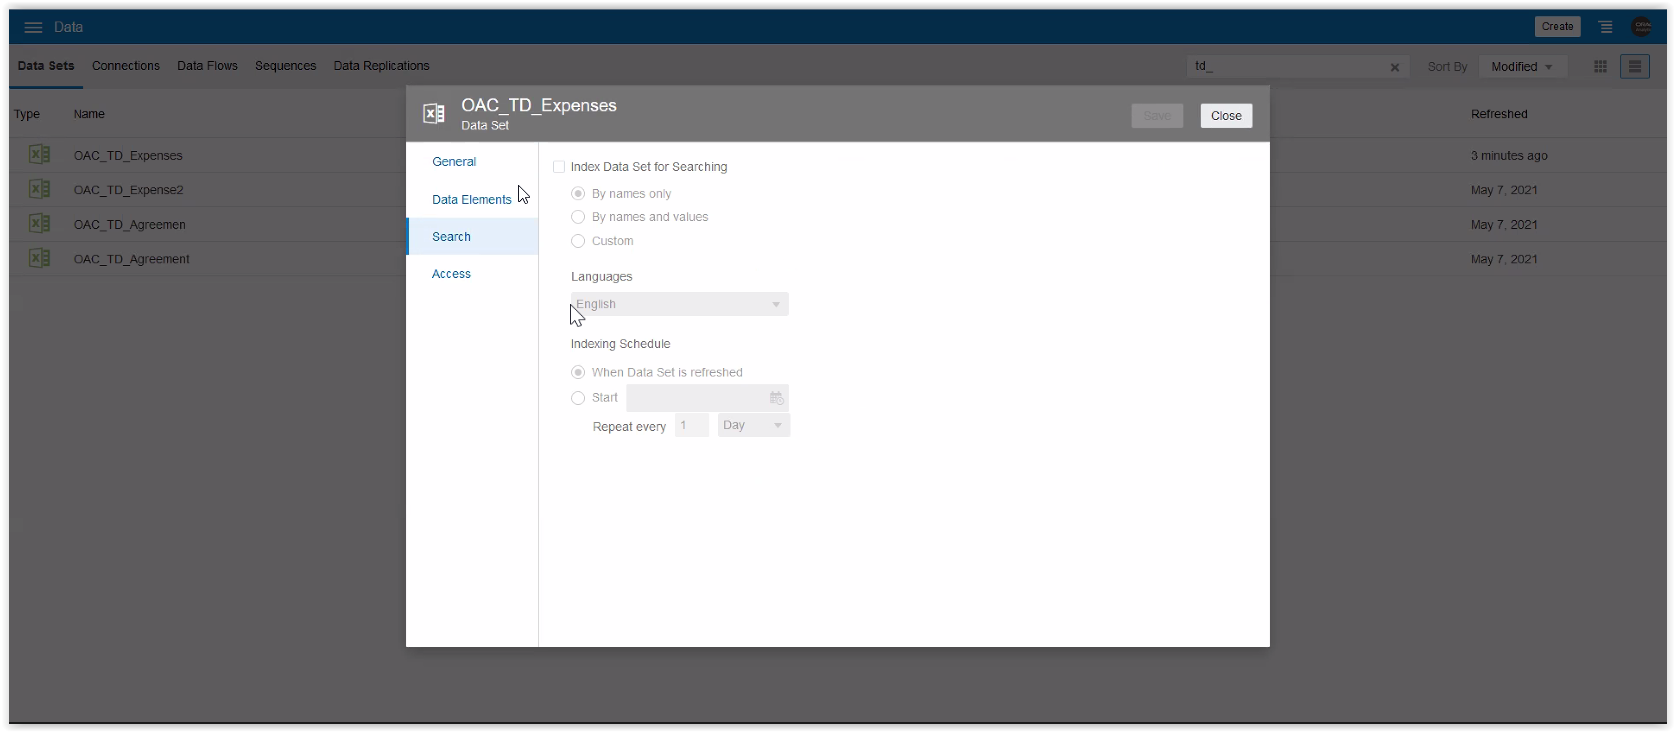 Data
Create
Data Sets Connections Data Flows Sequences Data Replications
td_
Sort By Modified
Type Name Refreshed
OAC_TD_Expenses 3 minutes ago
OAC_TD_Expense2 May 7, 2021
OAC_TD_Agreemen May 7, 2021
OAC_TD_Agreement May 7, 2021
OAC_TD_Expenses
Data Set
Save Close
General
Data Elements
Search
Access
Index Data Set for Searching
By names only
By names and values
Custom
Languages
English
Indexing Schedule
When Data Set is refreshed
Start
Repeat every 1 Day